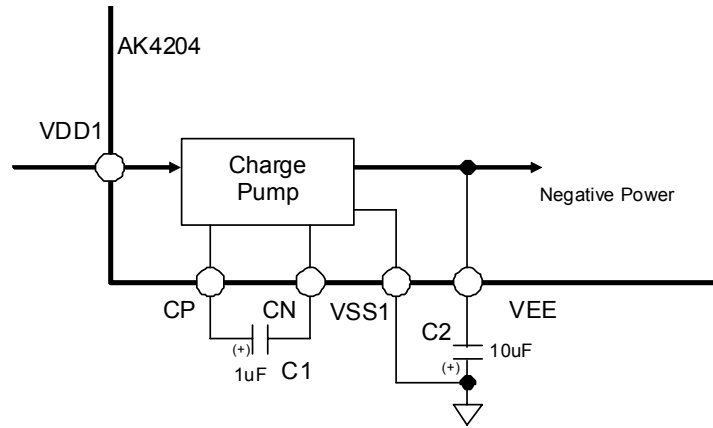 AK4204
VDD1
Charge
Pump
Negative Power
CP
CN
VSS1
VEE
C2
(+)
1uF
C1
10uF
(+)